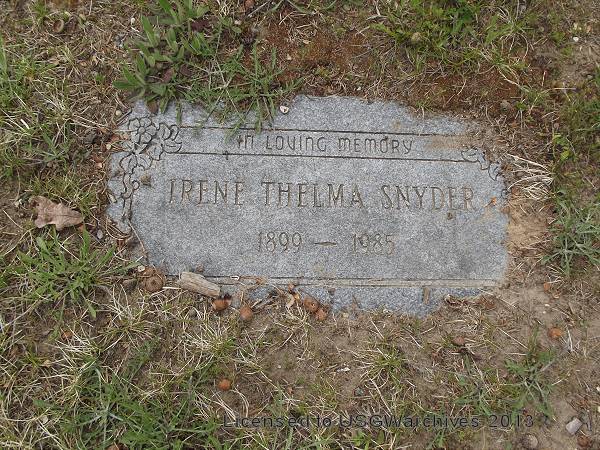 In Loving Memory
IRENE THELMA SNYDER
1899 — 1985
Licensed to USGWarchives 2013